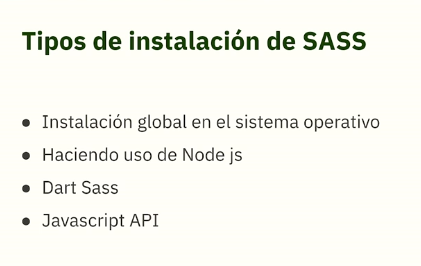 Tipos de instalación de SASS
• Instalación global en el sistema operativo
• Haciendo uso de Node js
• Dart Sass
• Javascript API